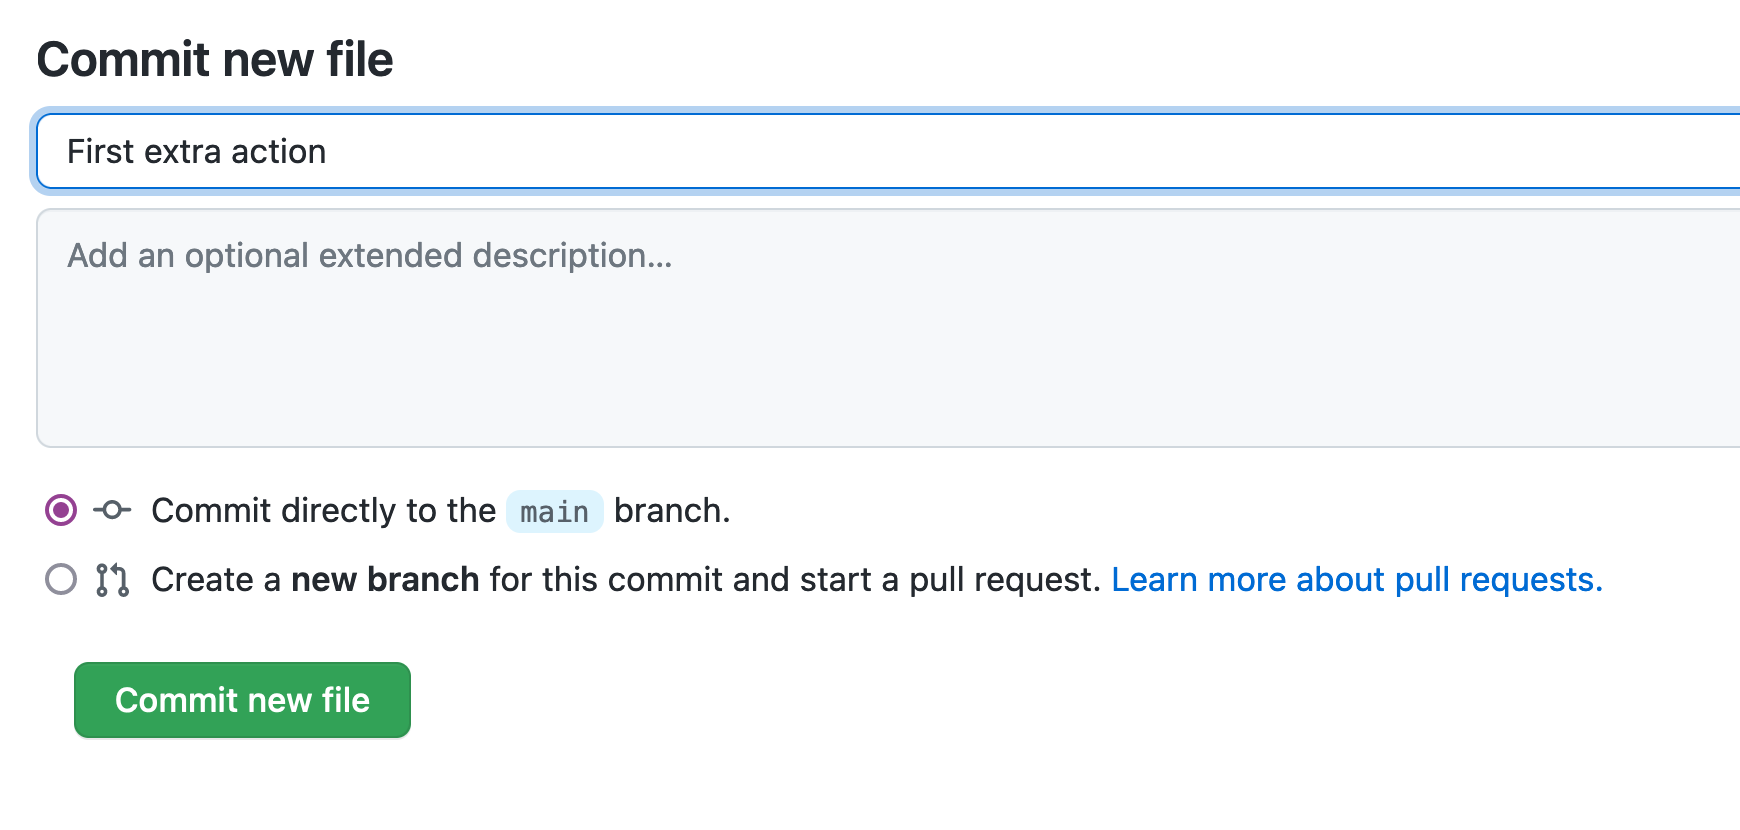 Commit new file
First extra action
Add an optional extended description...
Commit directly to the main branch.
Create a new branch for this commit and start a pull request. Learn more about pull requests.
Commit new file